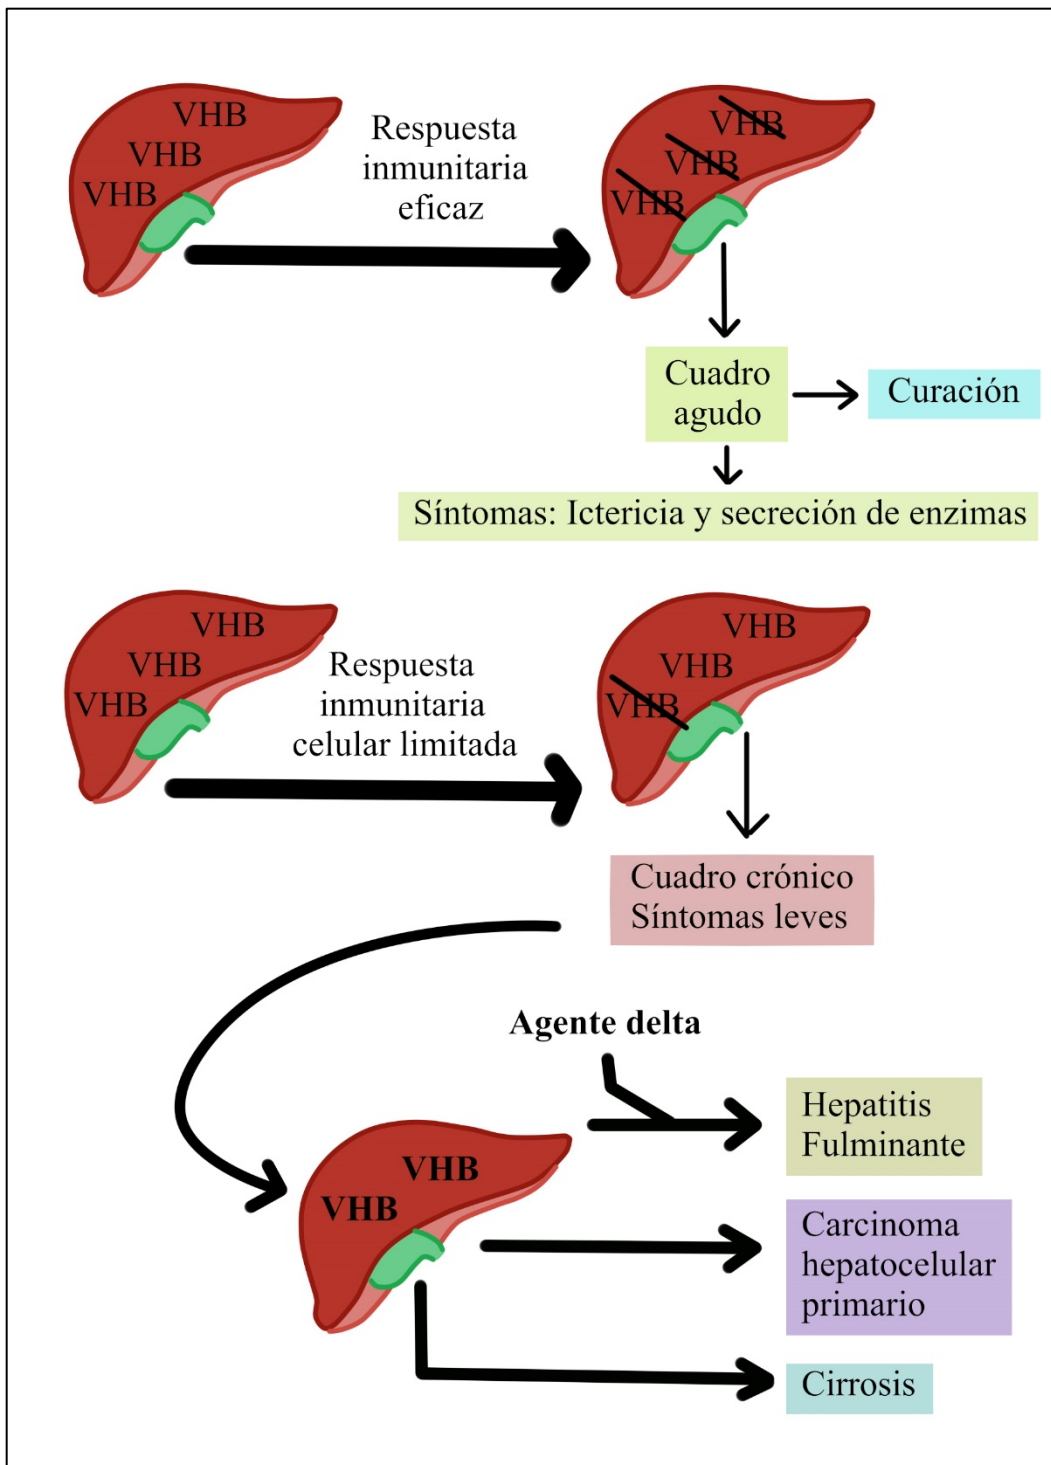 VHB
VHB
VHB
Respuesta
inmunitaria
eficaz
VHB
VHB
VHB
Cuadro
agudo
Curación
Síntomas: Ictericia y secreción de enzimas
VHB
VHB
VHB
Respuesta
inmunitaria
celular limitada
VHB
VHB
VHB
Cuadro crónico
Síntomas leves
Agente delta
Hepatitis
Fulminante
VHB
VHB
Carcinoma
hepatocelular
primario
Cirrosis